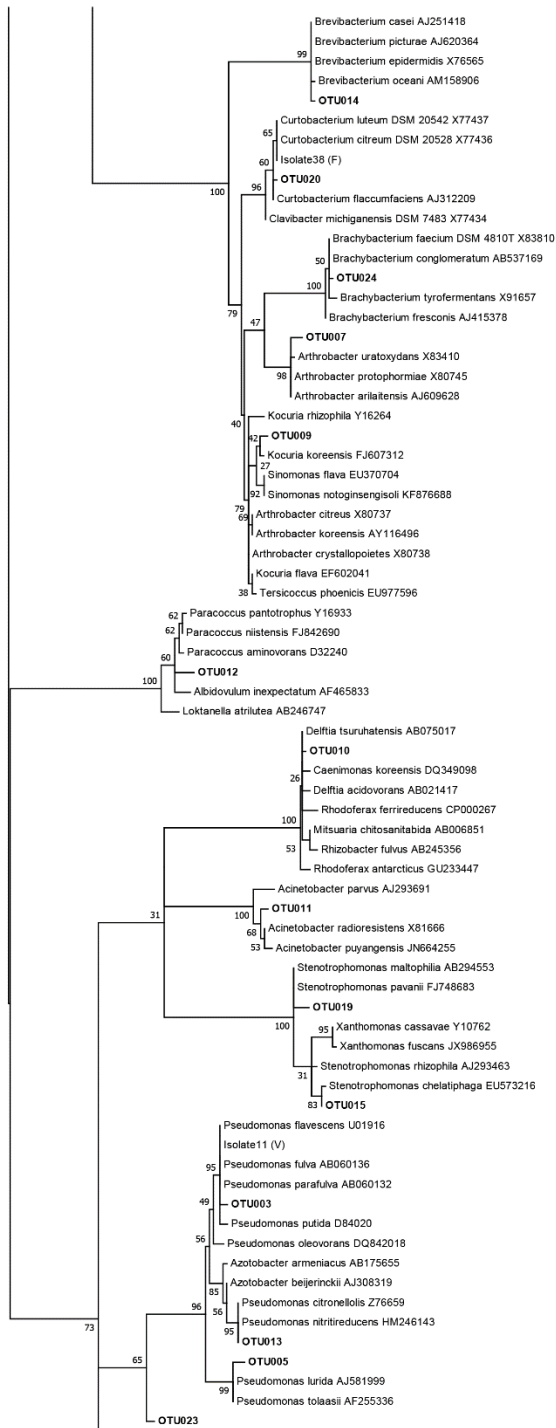 Brevibacterium casei AJ251418
Brevibacterium picturae AJ620364
Brevibacterium epidermidis X76565
99
Brevibacterium oceani AM158906
OTU014
Curtobacterium luteum DSM 20542 X77437
65
Curtobacterium citreum DSM 20528 X77436
Isolate38 (F)
60
OTU020
96
100
Curtobacterium flaccumfaciens AJ312209
Clavibacter michiganensis DSM 7483 X77434
Brachybacterium faecium DSM 4810T X83810
50
Brachybacterium conglomeratum AB537169
OTU024
100
Brachybacterium tyrofermentans X91657
79
Brachybacterium fresconis AJ415378
47
OTU007
Arthrobacter uratoxydans X83410
98
Arthrobacter protophormiae X80745
Arthrobacter arilaitensis AJ609628
40
Kocuria rhizophila Y16264
42
OTU009
Kocuria koreensis FJ607312
27
Sinomonas flava EU370704
92
Sinomonas notoginsengisoli KF876688
79
69
Arthrobacter citreus X80737
Arthrobacter koreensis AY116496
Arthrobacter crystallopoietes X80738
Kocuria flava EF602041
38
Tersicoccus phoenicis EU977596
62
Paracoccus pantotrophus Y16933
62
Paracoccus niistensis FJ842690
Paracoccus aminovorans D32240
60
OTU012
100
Albidovulum inexpectatum AF465833
Loktanella atrilutea AB246747
Delftia tsuruhatensis AB075017
OTU010
26
Caenimonas koreensis DQ349098
Delftia acidovorans AB021417
Rhodoferax ferrireducens CP000267
100
Mitsuaria chitosanitabida AB006851
53
Rhizobacter fulvus AB245356
Rhodoferax antarcticus GU233447
Acinetobacter parvus AJ293691
31
100
OTU011
68
Acinetobacter radioresistens X81666
53
Acinetobacter puyangensis JN664255
Stenotrophomonas maltophilia AB294553
Stenotrophomonas pavanii FJ748683
OTU019
100
95
Xanthomonas cassavae Y10762
Xanthomonas fuscans JX986955
31
Stenotrophomonas rhizophila AJ293463
Stenotrophomonas chelatiphaga EU573216
83
OTU015
Pseudomonas flavescens U01916
Isolate11 (V)
95
Pseudomonas fulva AB060136
Pseudomonas parafulva AB060132
49
OTU003
Pseudomonas putida D84020
56
Pseudomonas oleovorans DQ842018
Azotobacter armeniacus AB175655
85
Azotobacter beijerinckii AJ308319
56
Pseudomonas citronellolis Z76659
96
Pseudomonas nitritireducens HM246143
73
95
OTU013
65
OTU005
99
Pseudomonas lurida AJ581999
Pseudomonas tolaasii AF255336
OTU023